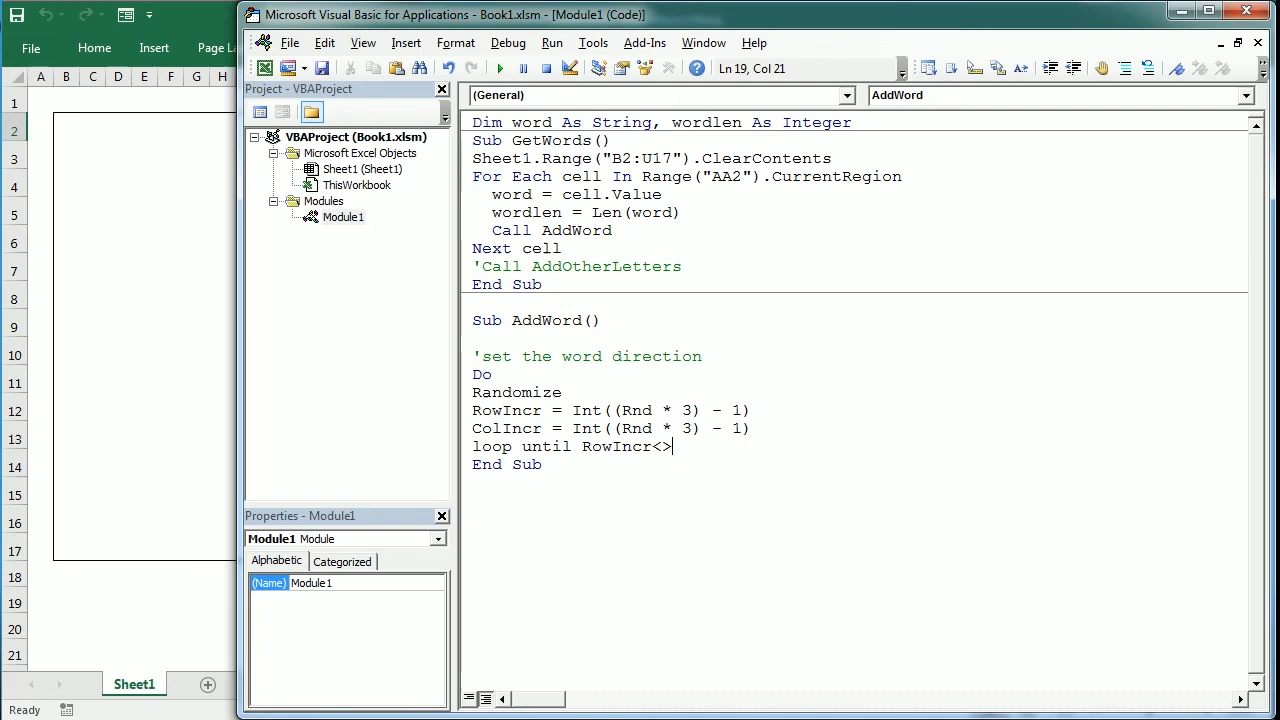 Microsoft Visual Basic for Applications - Book1.xlsm - [Module1 (Code)]
File Home Insert Page La
File Edit View Insert Format Debug Run Tools Add-Ins Window Help
Ln 19, Col 21
A B C D E F G H
1
2
3
4
5
6
7
8
9
10
11
12
13
14
15
16
17
18
19
20
21
Sheet1
Ready
Project - VBAProject
VBAProject (Book1.xlsm)
Microsoft Excel Objects
Sheet1 (Sheet1)
ThisWorkbook
Modules
Module1
Properties - Module1
Module1 Module
Alphabetic Categorized
(Name) Module1
(General) AddWord
Dim word As String, wordlen As Integer
Sub GetWords()
Sheet1.Range("B2:U17").ClearContents
For Each cell In Range("AA2").CurrentRegion
word = cell.Value
wordlen = Len(word)
Call AddWord
Next cell
'Call AddOtherLetters
End Sub
Sub AddWord()
'set the word direction
Do
Randomize
RowIncr = Int((Rnd * 3) - 1)
ColIncr = Int((Rnd * 3) - 1)
loop until RowIncr<>
End Sub